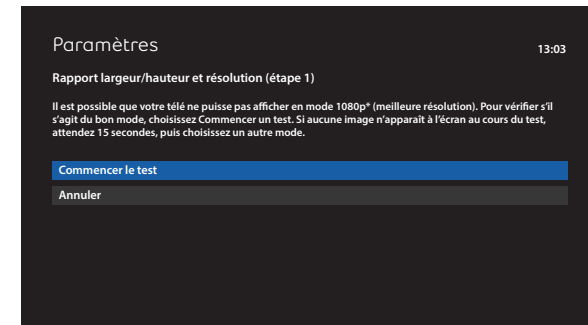 Paramètres
13:03
Rapport largeur/hauteur et résolution (étape 1)
Il est possible que votre télé ne puisse pas afficher en mode 1080p* (meilleure résolution). Pour vérifier s'il
s'agit du bon mode, choisissez Commencer un test. Si aucune image n'apparaît à l'écran au cours du test,
attendez 15 secondes, puis choisissez un autre mode.
Commencer le test
Annuler